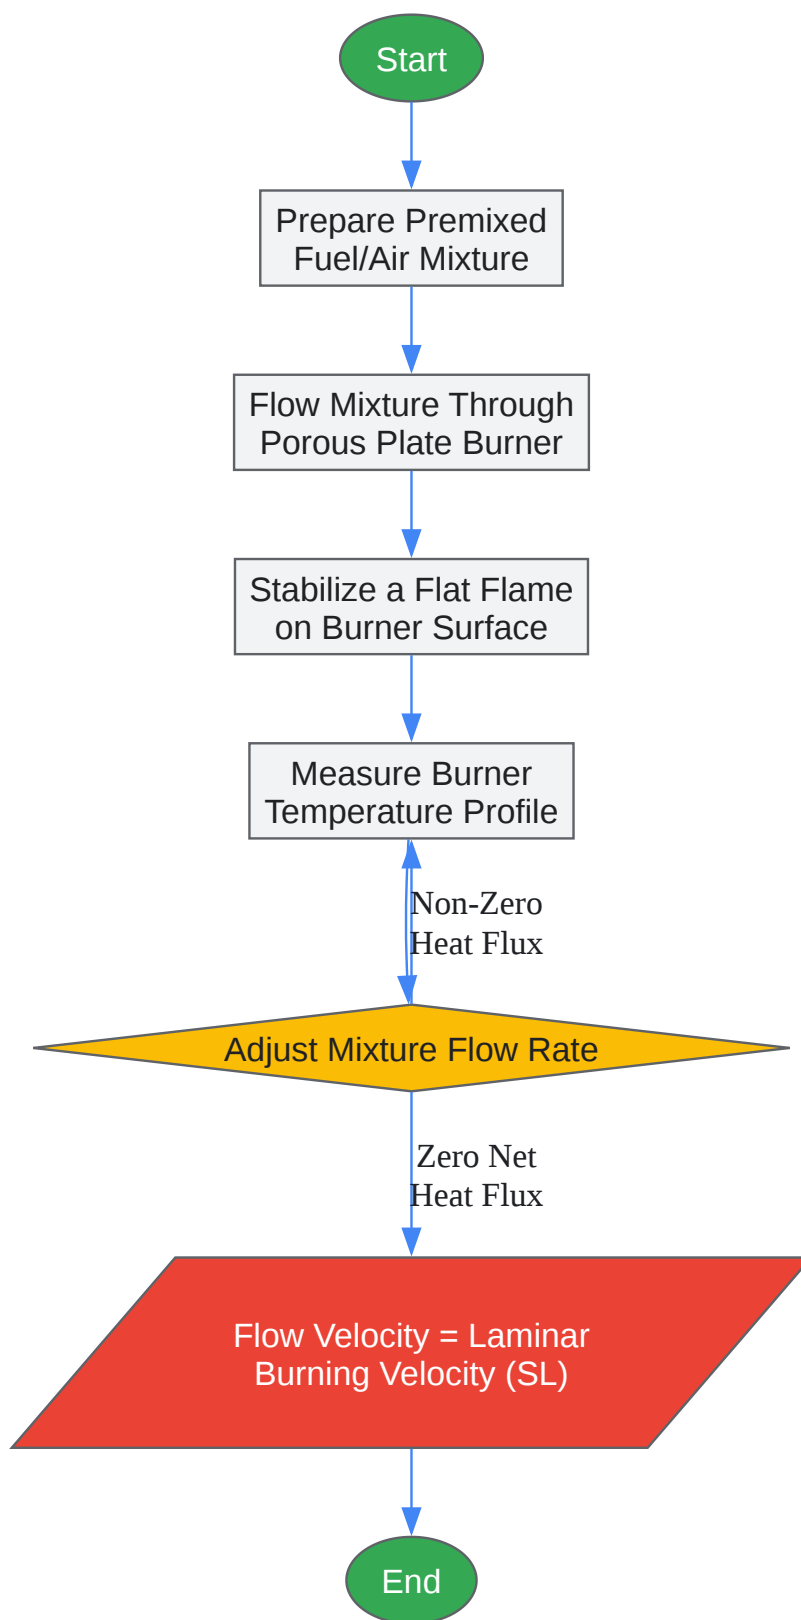 Start
Prepare Premixed
Fuel/Air Mixture
Flow Mixture Through
Porous Plate Burner
Stabilize a Flat Flame
on Burner Surface
Measure Burner
Temperature Profile
Non-Zero
Heat Flux
Adjust Mixture Flow Rate
Zero Net
Heat Flux
Flow Velocity = Laminar
Burning Velocity (SL)
End